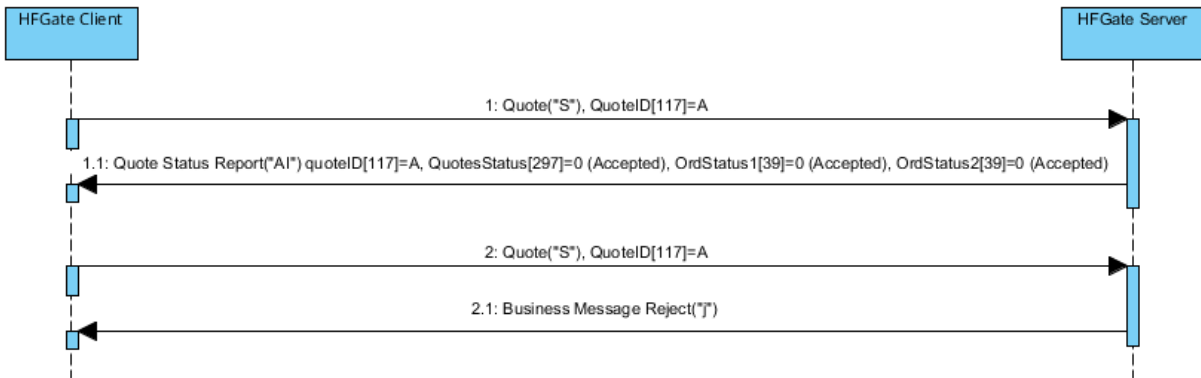 HFGate Client
HFGate Server
1: Quote("S"), QuoteID[117]=A
1.1: Quote Status Report("AI") quoteID[117]=A, QuotesStatus[297]=0 (Accepted), OrdStatus1[39]=0 (Accepted), OrdStatus2[39]=0 (Accepted)
2: Quote("S"), QuoteID[117]=A
2.1: Business Message Reject("j")